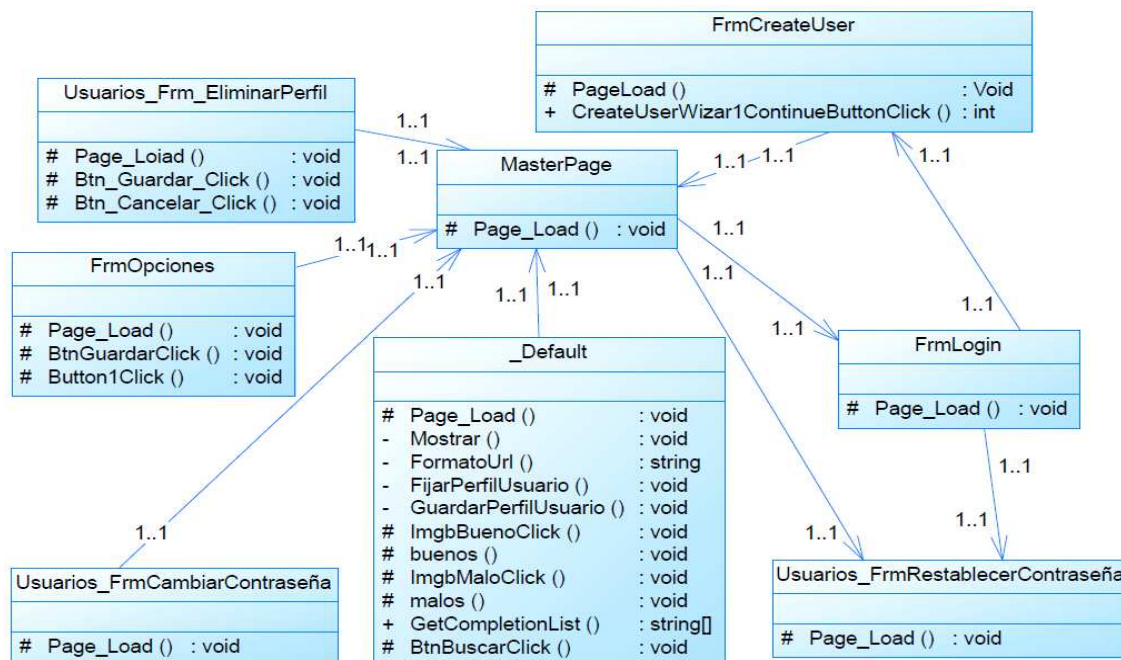 FrmCreateUser
# PageLoad () : Void
+ CreateUserWizar1ContinueButtonClick () : int
Usuarios_Frm_EliminarPerfil
# Page_Loiad () : void
# Btn_Guardar_Click () : void
# Btn_Cancelar_Click () : void
1..1
1..1
MasterPage
# Page_Load () : void
1..1
1..1
1..1
FrmOpciones
# Page_Load () : void
# BtnGuardarClick () : void
# Button1Click () : void
1..1
1..1
1..1
1..1
1..1
1..1
1..1
1..1
1..1
_Default
# Page_Load () : void
- Mostrar () : void
- FormatoUrl () : string
- FijarPerfilUsuario () : void
- GuardarPerfilUsuario () : void
# ImgbBuenoClick () : void
# buenos () : void
# ImgbMaloClick () : void
# malos () : void
+ GetCompletionList () : string[]
# BtnBuscarClick () : void
FrmLogin
# Page_Load () : void
1..1
1..1
1..1
1..1
Usuarios_FrmCambiarContraseña
# Page_Load () : void
Usuarios_FrmRestablecerContraseña
# Page_Load () : void